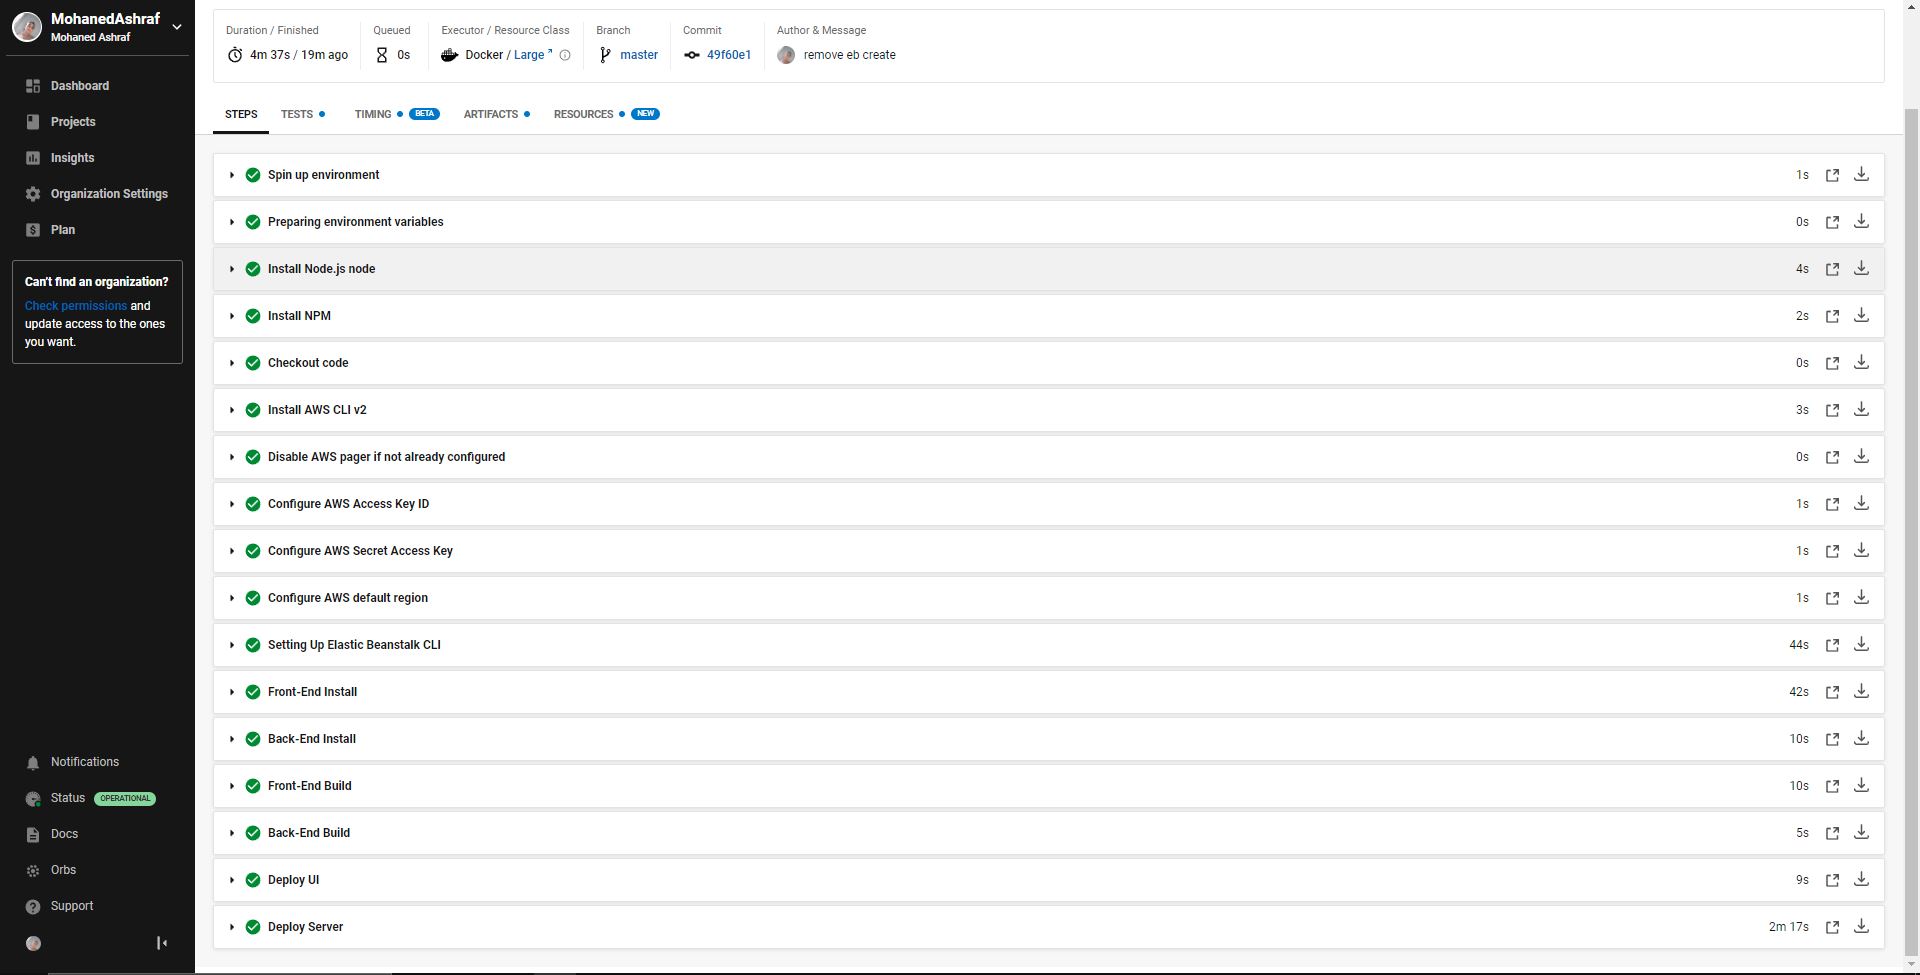 MohanedAshraf
Mohaned Ashraf
Dashboard
Projects
Insights
Organization Settings
Plan
Can't find an organization?
Check permissions and
update access to the ones
you want.
Notifications
Status OPERATIONAL
Docs
Orbs
Support
Duration / Finished
4m 37s / 19m ago
Queued
0s
Executor / Resource Class
Docker / Large
Branch
master
Commit
49f60e1
Author & Message
remove eb create
STEPS TESTS TIMING BETA ARTIFACTS RESOURCES NEW
Spin up environment 1s
Preparing environment variables 0s
Install Node.js node 4s
Install NPM 2s
Checkout code 0s
Install AWS CLI v2 3s
Disable AWS pager if not already configured 0s
Configure AWS Access Key ID 1s
Configure AWS Secret Access Key 1s
Configure AWS default region 1s
Setting Up Elastic Beanstalk CLI 44s
Front-End Install 42s
Back-End Install 10s
Front-End Build 10s
Back-End Build 5s
Deploy UI 9s
Deploy Server 2m 17s